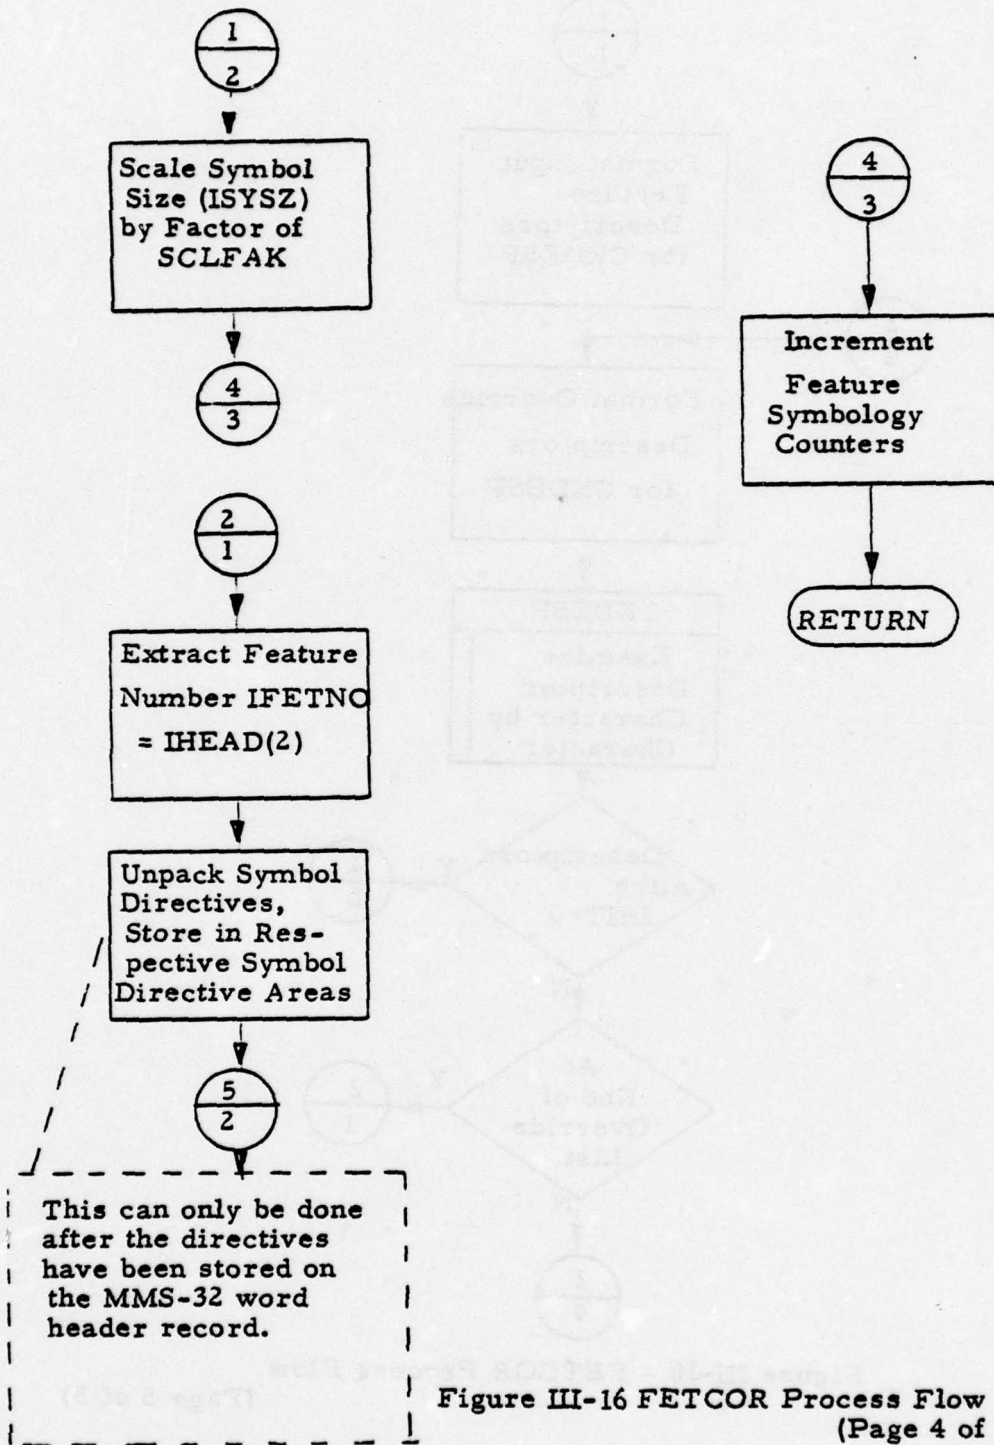 1
2
Scale Symbol
Size (ISYSZ)
by Factor of
SCLFAK
4
3
2
1
Extract Feature
Number IFETNO
= IHEAD(2)
Unpack Symbol
Directives,
Store in Res-
pective Symbol
Directive Areas
5
2
This can only be done
after the directives
have been stored on
the MMS-32 word
header record.
4
3
Increment
Feature
Symbology
Counters
RETURN
Figure III-16 FETCOR Process Flow
(Page 4 of